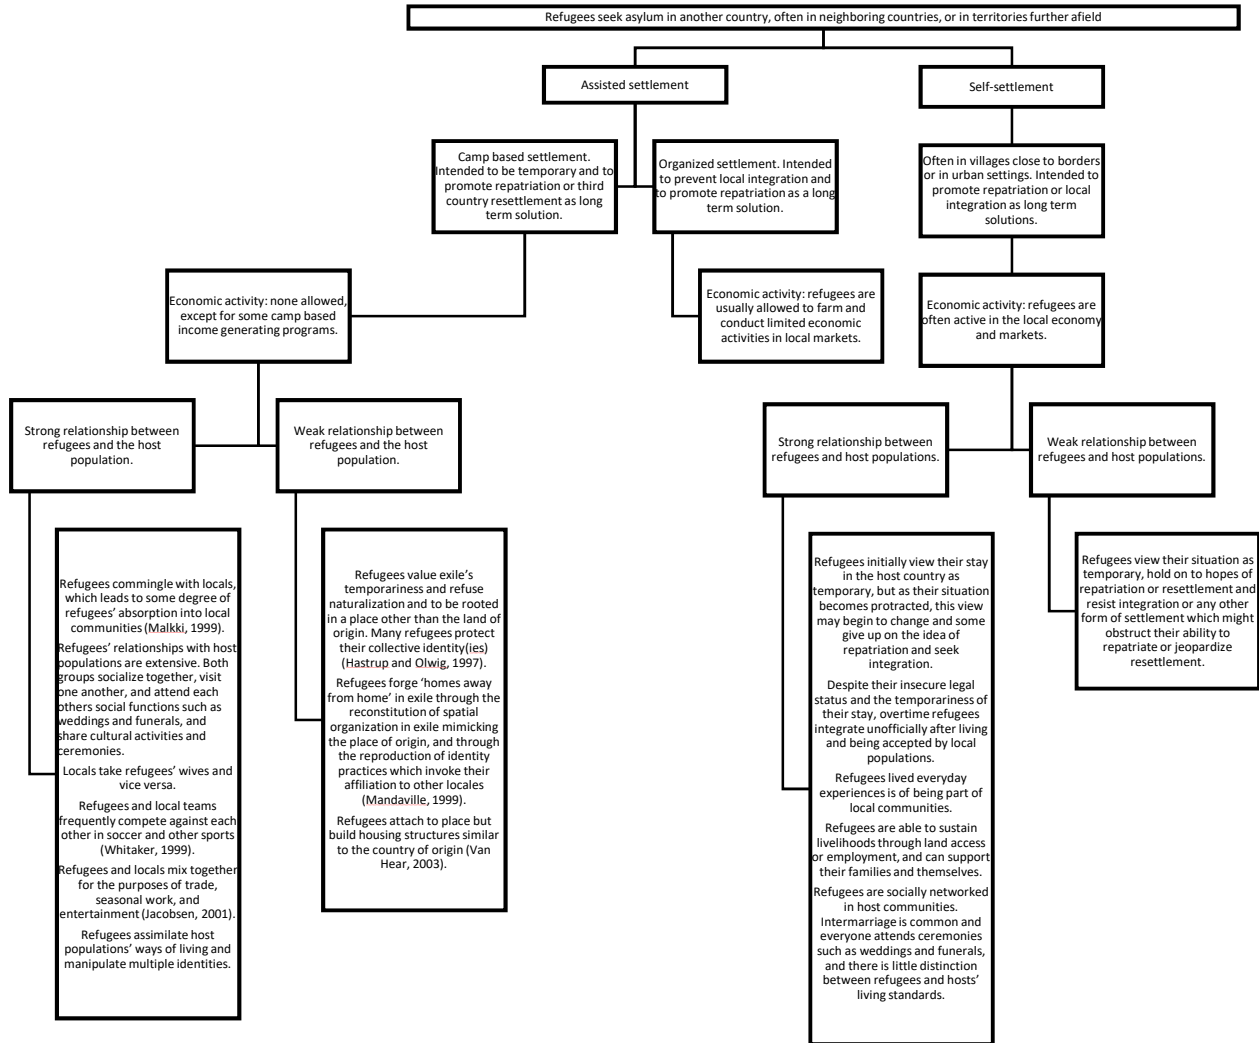 Refugees seek asylum in another country, often in neighboring countries, or in territories further afield
Assisted settlement
Self-settlement
Camp based settlement.
Intended to be temporary and to
promote repatriation or third
country resettlement as long
term solution.
Organized settlement. Intended
to prevent local integration and
to promote repatriation as a long
term solution.
Often in villages close to borders
or in urban settings. Intended to
promote repatriation or local
integration as long term
solutions.
Economic activity: none allowed,
except for some camp based
income generating programs.
Economic activity: refugees are
usually allowed to farm and
conduct limited economic
activities in local markets.
Economic activity: refugees are
often active in the local economy
and markets.
Strong relationship between
refugees and the host
population.
Weak relationship between
refugees and the host
population.
Strong relationship between
refugees and host populations.
Weak relationship between
refugees and host populations.
Refugees commingle with locals,
which leads to some degree of
refugees' absorption into local
communities (Malkki, 1999).
Refugees' relationships with host
populations are extensive. Both
groups socialize together, visit
one another, and attend each
others social functions such as
weddings and funerals, and
share cultural activities and
ceremonies.
Locals take refugees' wives and
vice versa.
Refugees and local teams
frequently compete against each
other in soccer and other sports
(Whitaker, 1999).
Refugees and locals mix together
for the purposes of trade,
seasonal work, and
entertainment (Jacobsen, 2001).
Refugees assimilate host
populations' ways of living and
manipulate multiple identities.
Refugees value exile's
temporariness and refuse
naturalization and to be rooted
in a place other than the land of
origin. Many refugees protect
their collective identity(ies)
(Hastrup and Olwig, 1997).
Refugees forge 'homes away
from home' in exile through the
reconstitution of spatial
organization in exile mimicking
the place of origin, and through
the reproduction of identity
practices which invoke their
affiliation to other locales
(Mandaville, 1999).
Refugees attach to place but
build housing structures similar
to the country of origin (Van
Hear, 2003).
Refugees initially view their stay
in the host country as
temporary, but as their situation
becomes protracted, this view
may begin to change and some
give up on the idea of
repatriation and seek
integration.
Despite their insecure legal
status and the temporariness of
their stay, overtime refugees
integrate unofficially after living
and being accepted by local
populations.
Refugees lived everyday
experiences is of being part of
local communities.
Refugees are able to sustain
livelihoods through land access
or employment, and can support
their families and themselves.
Refugees are socially networked
in host communities.
Intermarriage is common and
everyone attends ceremonies
such as weddings and funerals,
and there is little distinction
between refugees and hosts'
living standards.
Refugees view their situation as
temporary, hold on to hopes of
repatriation or resettlement and
resist integration or any other
form of settlement which might
obstruct their ability to
repatriate or jeopardize
resettlement.